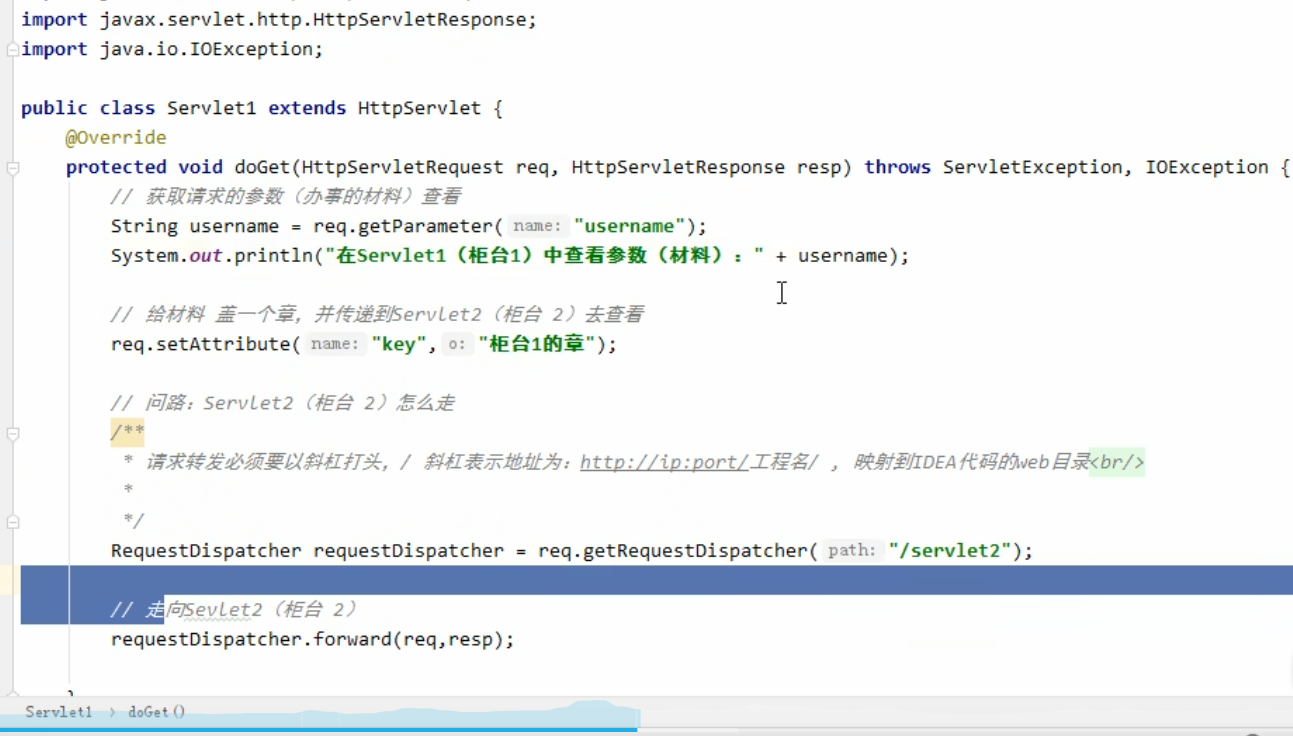 import javax.servlet.http.HttpServletResponse;
import java.io.IOException;
public class Servlet1 extends HttpServlet {
@Override
protected void doGet(HttpServletRequest req, HttpServletResponse resp) throws ServletException, IOException {
// 获取请求的参数（办事的材料）查看
String username = req.getParameter( name: "username");
System.out.println("在Servlet1（柜台1）中查看参数（材料）：" + username);
// 给材料 盖一个章，并传递到Servlet2（柜台 2）去查看
req.setAttribute( name: "key", o: "柜台1的章");
// 问路：Servlet2（柜台 2）怎么走
/**
* 请求转发必须要以斜杠打头，/ 斜杠表示地址为：http://ip:port/工程名/ , 映射到IDEA代码的web目录<br/>
*
*/
RequestDispatcher requestDispatcher = req.getRequestDispatcher( path: "/servlet2");
// 走向Sevlet2（柜台 2）
requestDispatcher.forward(req,resp);
}
Servlet1 › doGet()